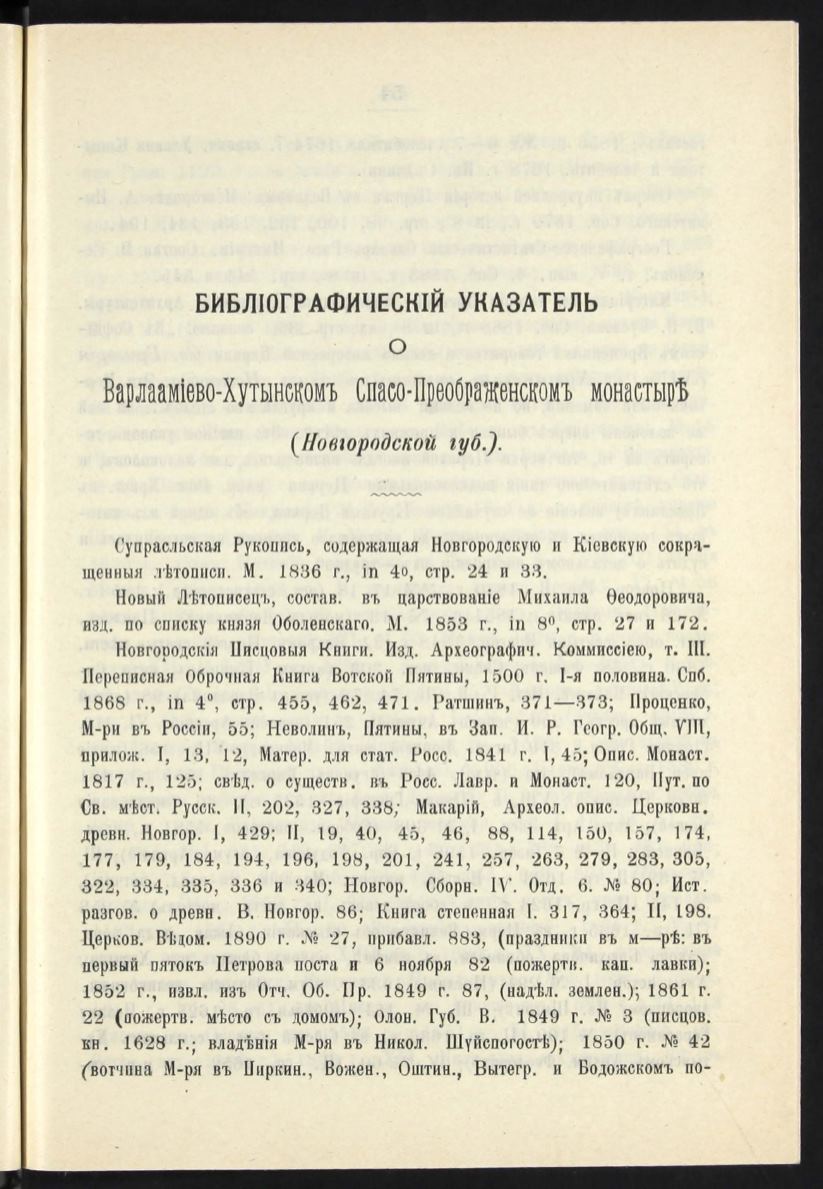 БИБЛІОГРАФИЧЕСКІЙ УКАЗАТЕЛЬ
О
Варлааміево-Хутынскомъ Спасо-Преображенскомъ монастырѣ
(Новгородской губ.).
Супрасльская Рукопись, содержащая Новгородскую и Кіевскую сокра-
щенныя лѣтописи. М. 1836 г., in 4о, стр. 24 и 33.
Новый Лѣтописецъ, состав. въ царствованіе Михаила Ѳеодоровича,
изд. по списку князя Оболенскаго. М. 1853 г., in 8⁰, стр. 27 и 172.
Новгородскія Писцовыя Книги. Изд. Археографич. Коммиссіею, т. III.
Переписная Оброчная Книга Вотской Пятины, 1500 г. I-я половина. Спб.
1868 г., in 4⁰, стр. 455, 462, 471. Ратшинъ, 371—373; Проценко,
М-ри въ Россіи, 55; Неволинъ, Пятины, въ Зап. И. Р. Геогр. Общ. VIII,
прилож. I, 13, 12, Матер. для стат. Росс. 1841 г. I, 45; Опис. Монаст.
1817 г., 125; свѣд. о существ. въ Росс. Лавр. и Монаст. 120, Пут. по
Св. мѣст. Русск. II, 202, 327, 338; Макарій, Археол. опис. Церковн.
древн. Новгор. I, 429; II, 19, 40, 45, 46, 88, 114, 150, 157, 174,
177, 179, 184, 194, 196, 198, 201, 241, 257, 263, 279, 283, 305,
322, 334, 335, 336 и 340; Новгор. Сборн. IV. Отд. 6. № 80; Ист.
разгов. о древн. В. Новгор. 86; Книга степенная I. 317, 364; II, 198.
Церков. Вѣдом. 1890 г. № 27, прибавл. 883, (праздники въ м—рѣ: въ
первый пятокъ Петрова поста и 6 ноября 82 (пожертв. кап. лавки);
1852 г., извл. изъ Отч. Об. Пр. 1849 г. 87, (надѣл. землен.); 1861 г.
22 (пожертв. мѣсто съ домомъ); Олон. Губ. В. 1849 г. № 3 (писцов.
кн. 1628 г.; владѣнія М-ря въ Никол. Шуйспогостѣ); 1850 г. № 42
(вотчина М-ря въ Пиркин., Вожен., Оштин., Вытегр. и Бодожскомъ по-